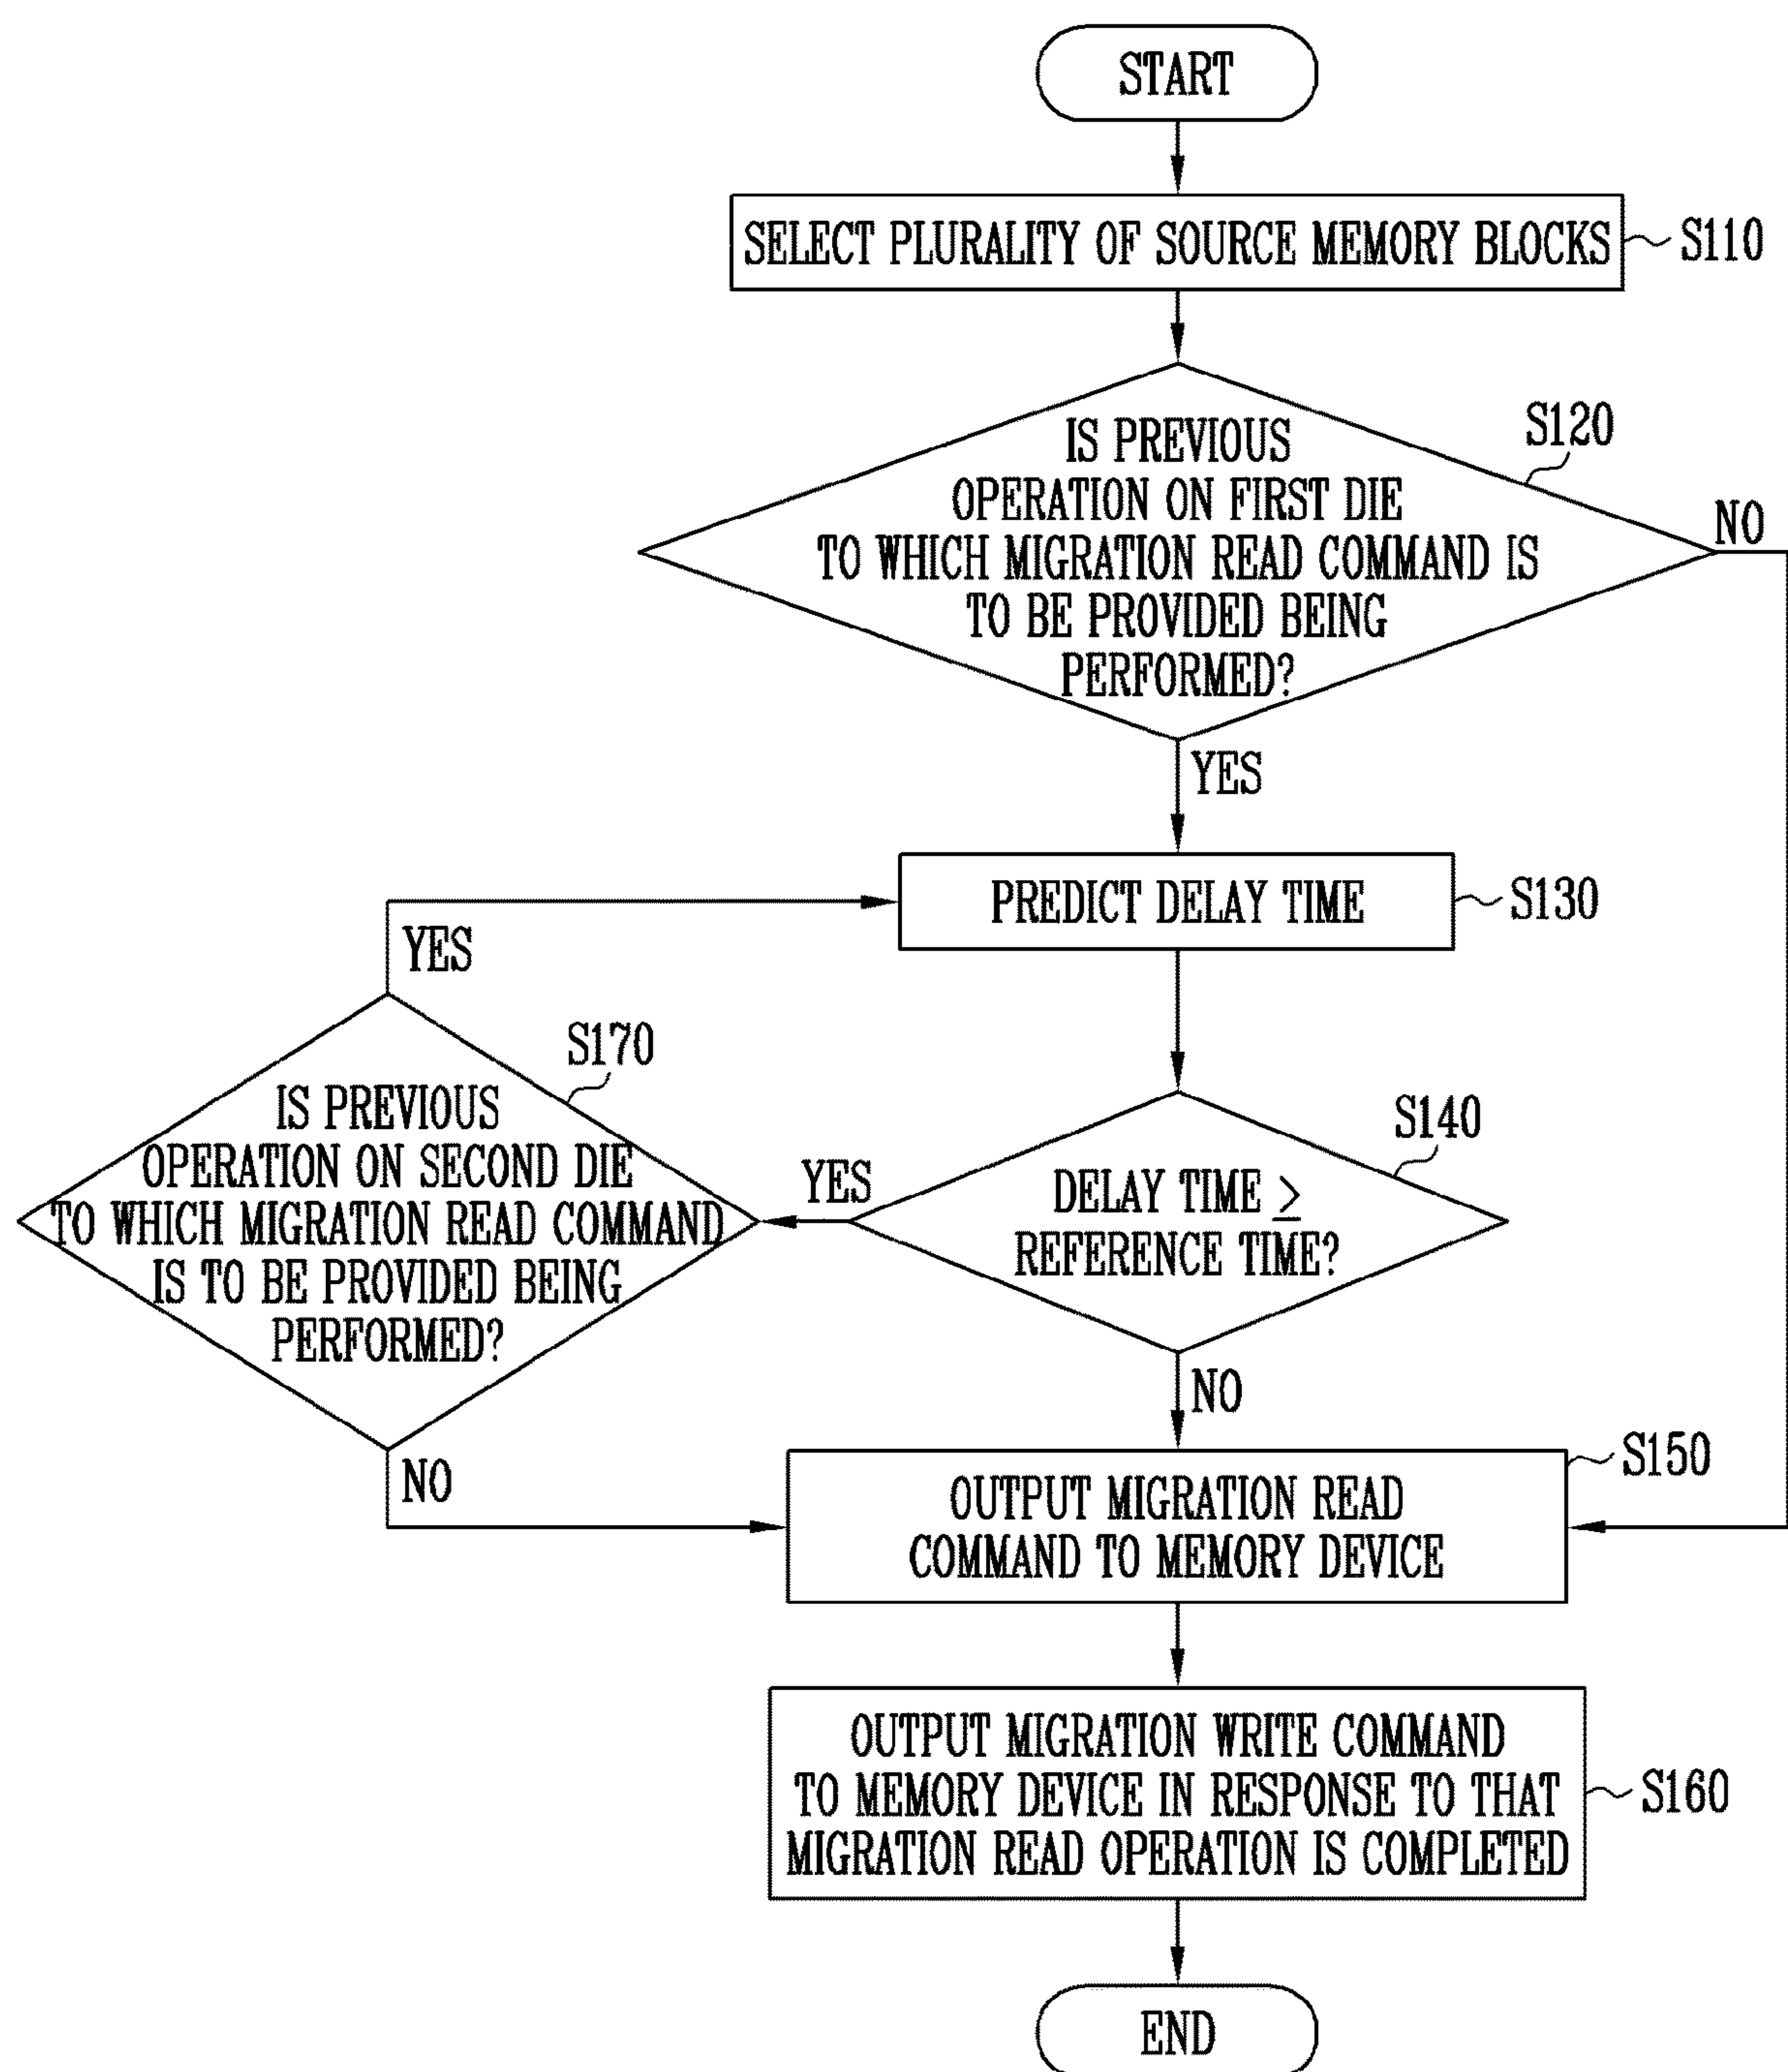 START
SELECT PLURALITY OF SOURCE MEMORY BLOCKS
S110
IS PREVIOUS
OPERATION ON FIRST DIE
TO WHICH MIGRATION READ COMMAND IS
TO BE PROVIDED BEING
PERFORMED?
S120
NO
YES
PREDICT DELAY TIME
S130
YES
S170
IS PREVIOUS
OPERATION ON SECOND DIE
TO WHICH MIGRATION READ COMMAND
IS TO BE PROVIDED BEING
PERFORMED?
YES
S140
DELAY TIME ≥
REFERENCE TIME?
NO
NO
S150
OUTPUT MIGRATION READ
COMMAND TO MEMORY DEVICE
OUTPUT MIGRATION WRITE COMMAND
TO MEMORY DEVICE IN RESPONSE TO THAT
MIGRATION READ OPERATION IS COMPLETED
S160
END